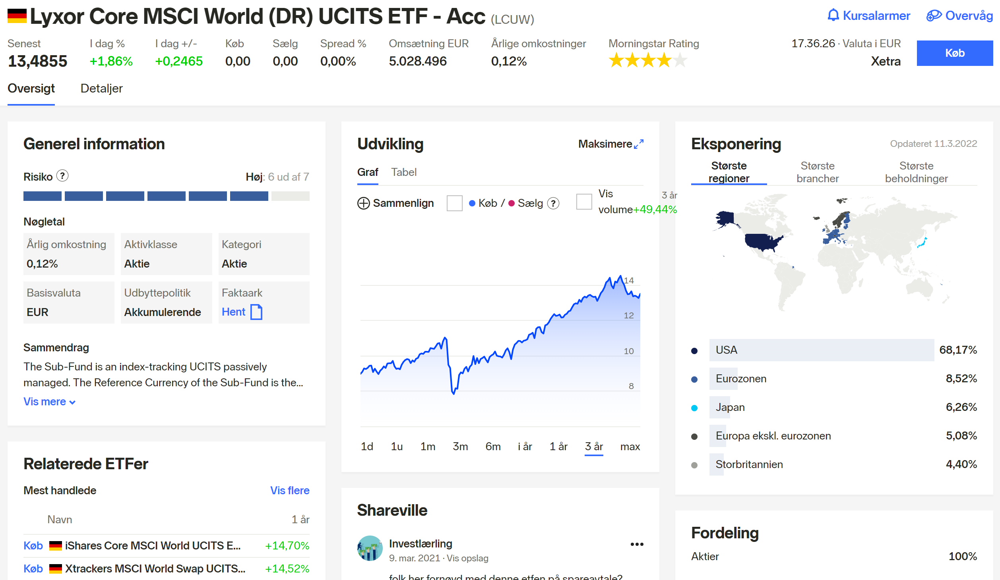 Lyxor Core MSCI World (DR) UCITS ETF - Acc (LCUW)
Kursalarmer
Overvåg
Senest
13,4855
I dag %
+1,86%
I dag +/-
+0,2465
Køb
0,00
Sælg
0,00
Spread %
0,00%
Omsætning EUR
5.028.496
Årlige omkostninger
0,12%
Morningstar Rating
17.36.26 · Valuta i EUR
Xetra
Køb
Oversigt
Detaljer
Generel information
Risiko ?
Høj: 6 ud af 7
Nøgletal
Årlig omkostning
0,12%
Aktivklasse
Aktie
Kategori
Aktie
Basisvaluta
EUR
Udbyttepolitik
Akkumulerende
Faktaark
Hent
Sammendrag
The Sub-Fund is an index-tracking UCITS passively
managed. The Reference Currency of the Sub-Fund is the...
Vis mere
Relaterede ETFer
Mest handlede
Vis flere
Navn
1 år
Køb iShares Core MSCI World UCITS E... +14,70%
Køb Xtrackers MSCI World Swap UCITS... +14,52%
Udvikling
Maksimere
Graf
Tabel
Sammenlign
Køb / Sælg ?
Vis
volume
3 år
+49,44%
14
12
10
8
1d 1u 1m 3m 6m i år 1 år 3 år max
Shareville
Investlærling
9. mar. 2021 · Vis opslag
folk her fornøyd med denne etfen på spareavtale?
Eksponering
Opdateret 11.3.2022
Største
regioner
Største
brancher
Største
beholdninger
USA 68,17%
Eurozonen 8,52%
Japan 6,26%
Europa ekskl. eurozonen 5,08%
Storbritannien 4,40%
Fordeling
Aktier 100%